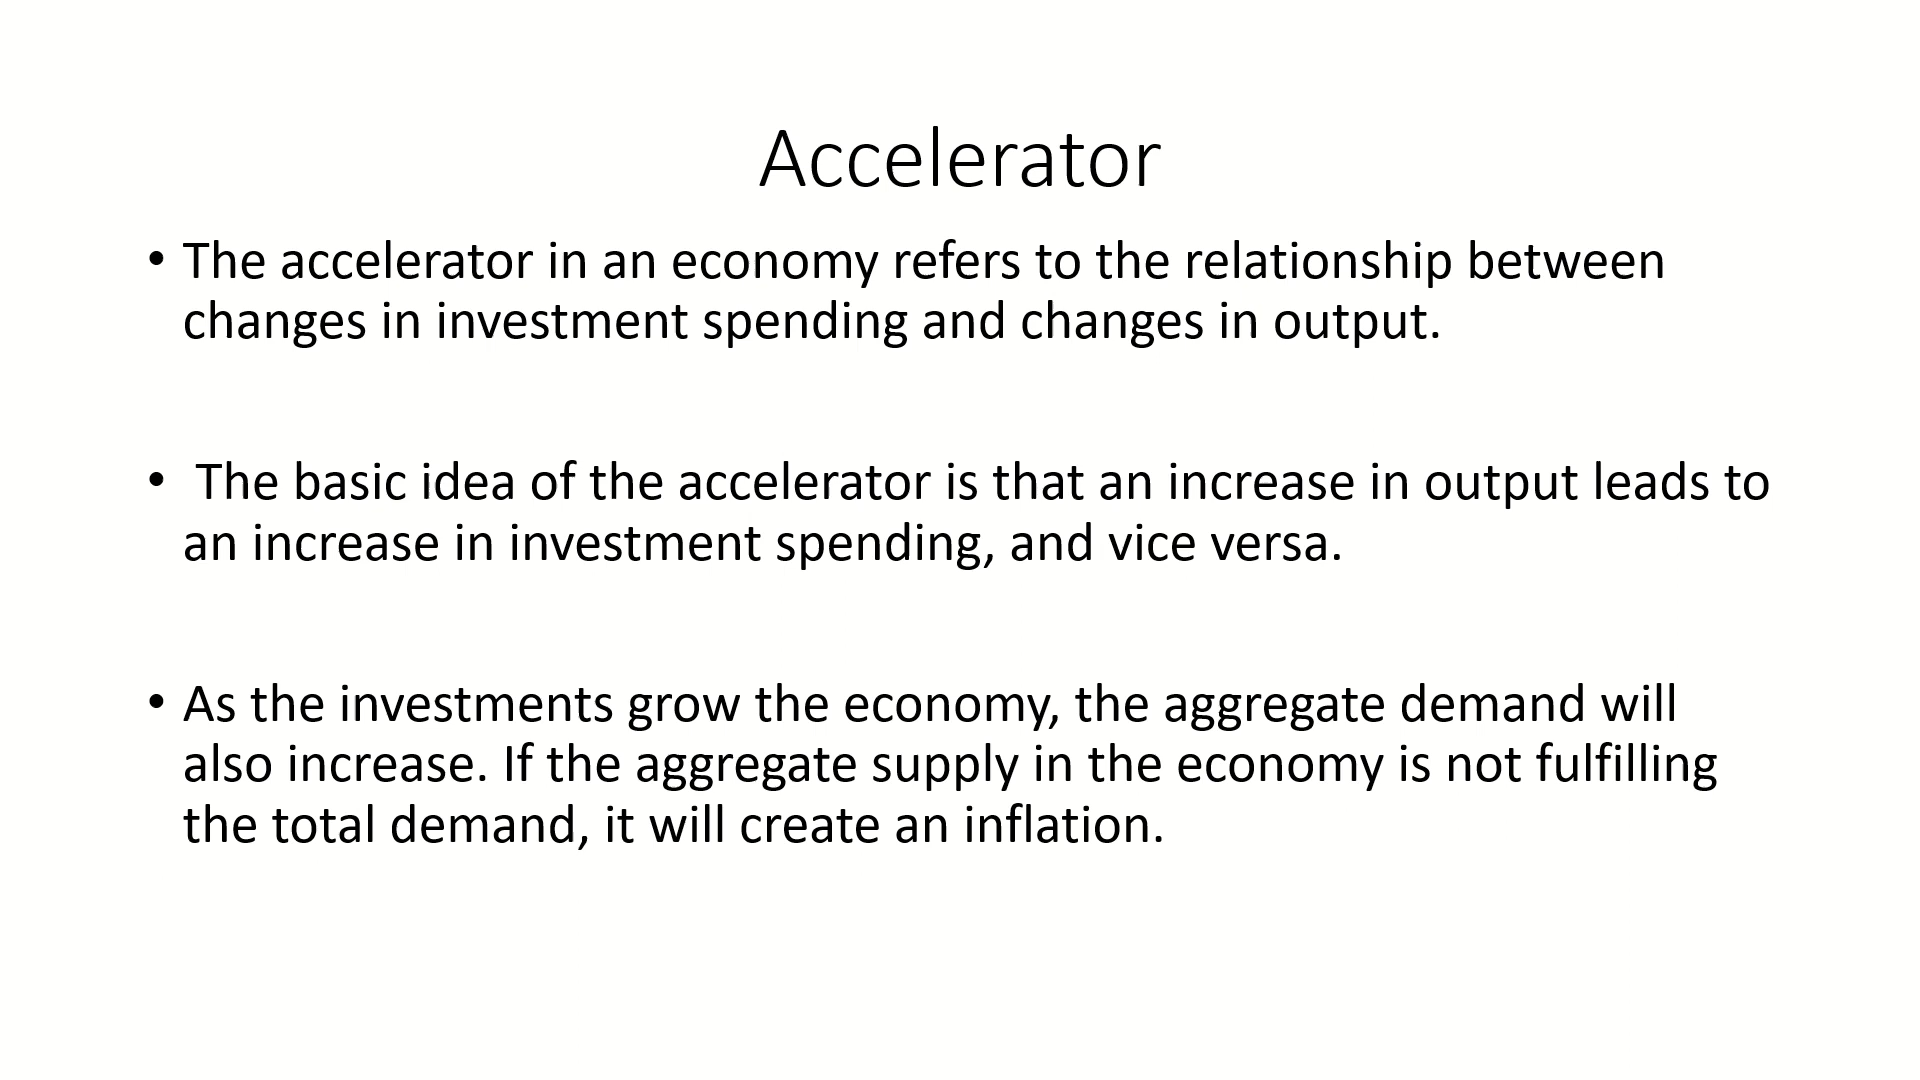 Accelerator
• The accelerator in an economy refers to the relationship between
changes in investment spending and changes in output.
• The basic idea of the accelerator is that an increase in output leads to
an increase in investment spending, and vice versa.
• As the investments grow the economy, the aggregate demand will
also increase. If the aggregate supply in the economy is not fulfilling
the total demand, it will create an inflation.